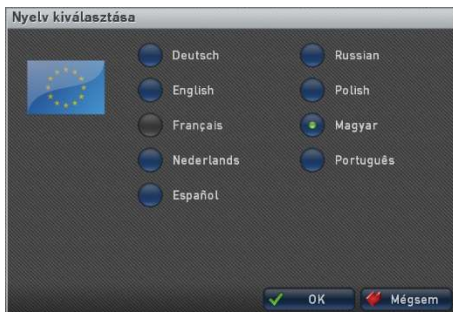 Nyelv kiválasztása
Deutsch
English
Français
Nederlands
Español
Russian
Polish
Magyar
Português
OK
Mégsem